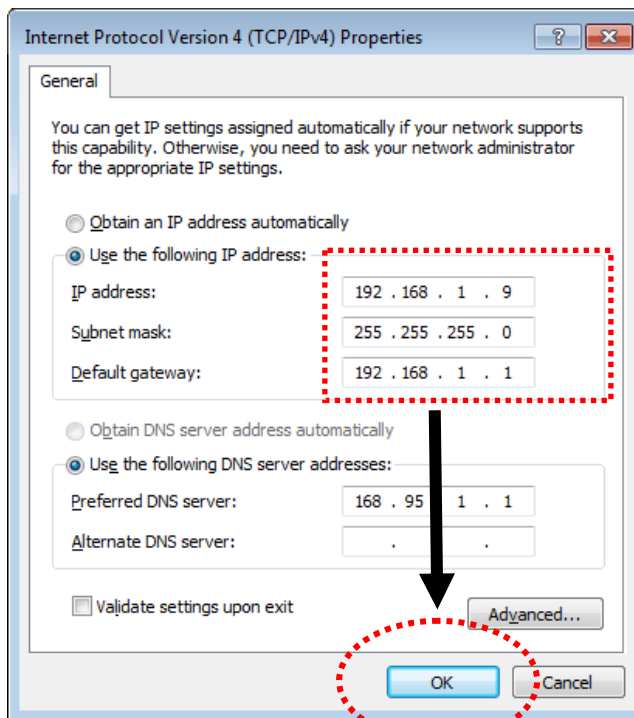 Internet Protocol Version 4 (TCP/IPv4) Properties
General
You can get IP settings assigned automatically if your network supports
this capability. Otherwise, you need to ask your network administrator
for the appropriate IP settings.
Obtain an IP address automatically
Use the following IP address:
IP address: 192 . 168 . 1 . 9
Subnet mask: 255 . 255 . 255 . 0
Default gateway: 192 . 168 . 1 . 1
Obtain DNS server address automatically
Use the following DNS server addresses:
Preferred DNS server: 168 . 95 1 . 1
Alternate DNS server: . .
Validate settings upon exit
Advanced...
OK Cancel